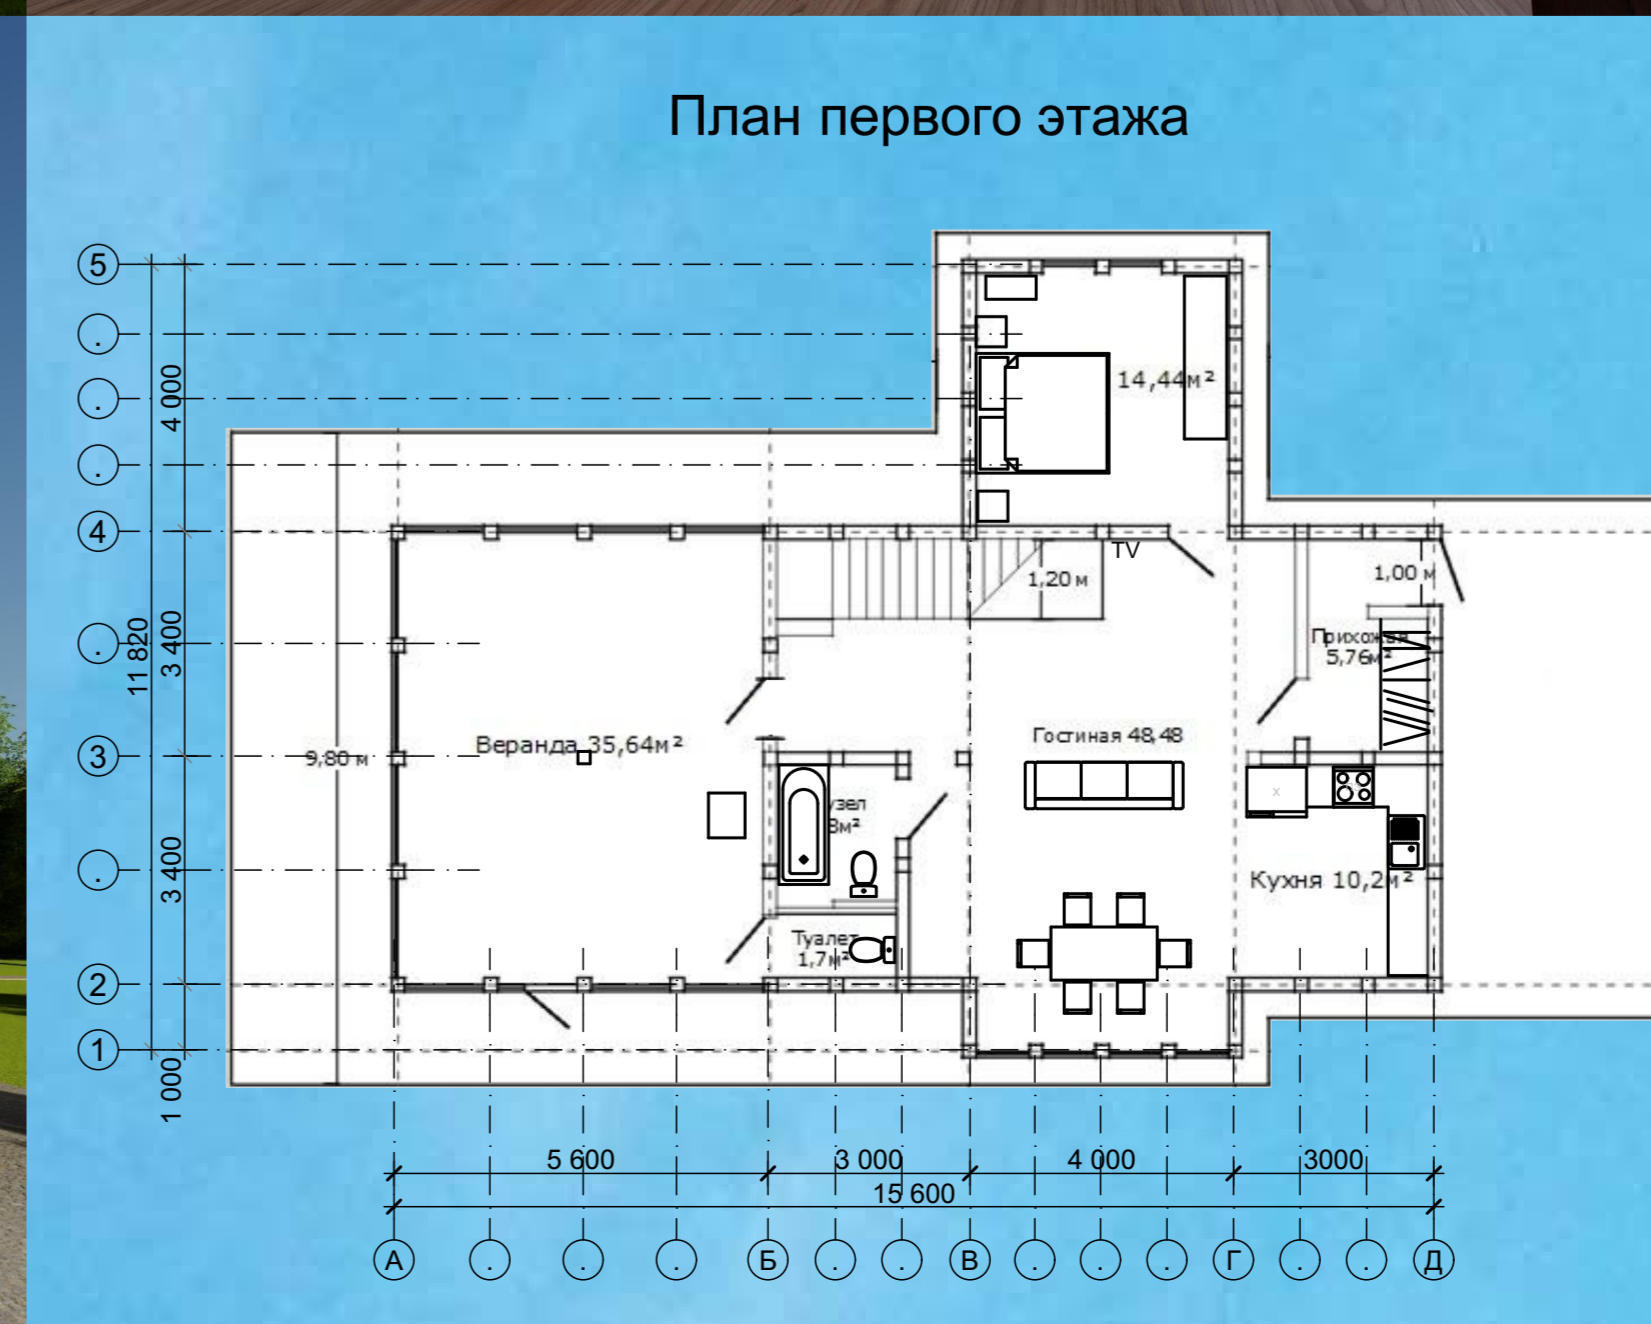 План первого этажа
5
4
3
2
1
4 000
3 400
11 820
3 400
1 000
14,44м²
TV
1,20 м
1,00 м
Прихожая
5,76м²
9,80 м
Веранда 35,64м²
Гостиная 48,48
узел
8м²
Кухня 10,2м²
Туалет
1,7м²
5 600
3 000
4 000
3000
15 600
А
Б
В
Г
Д